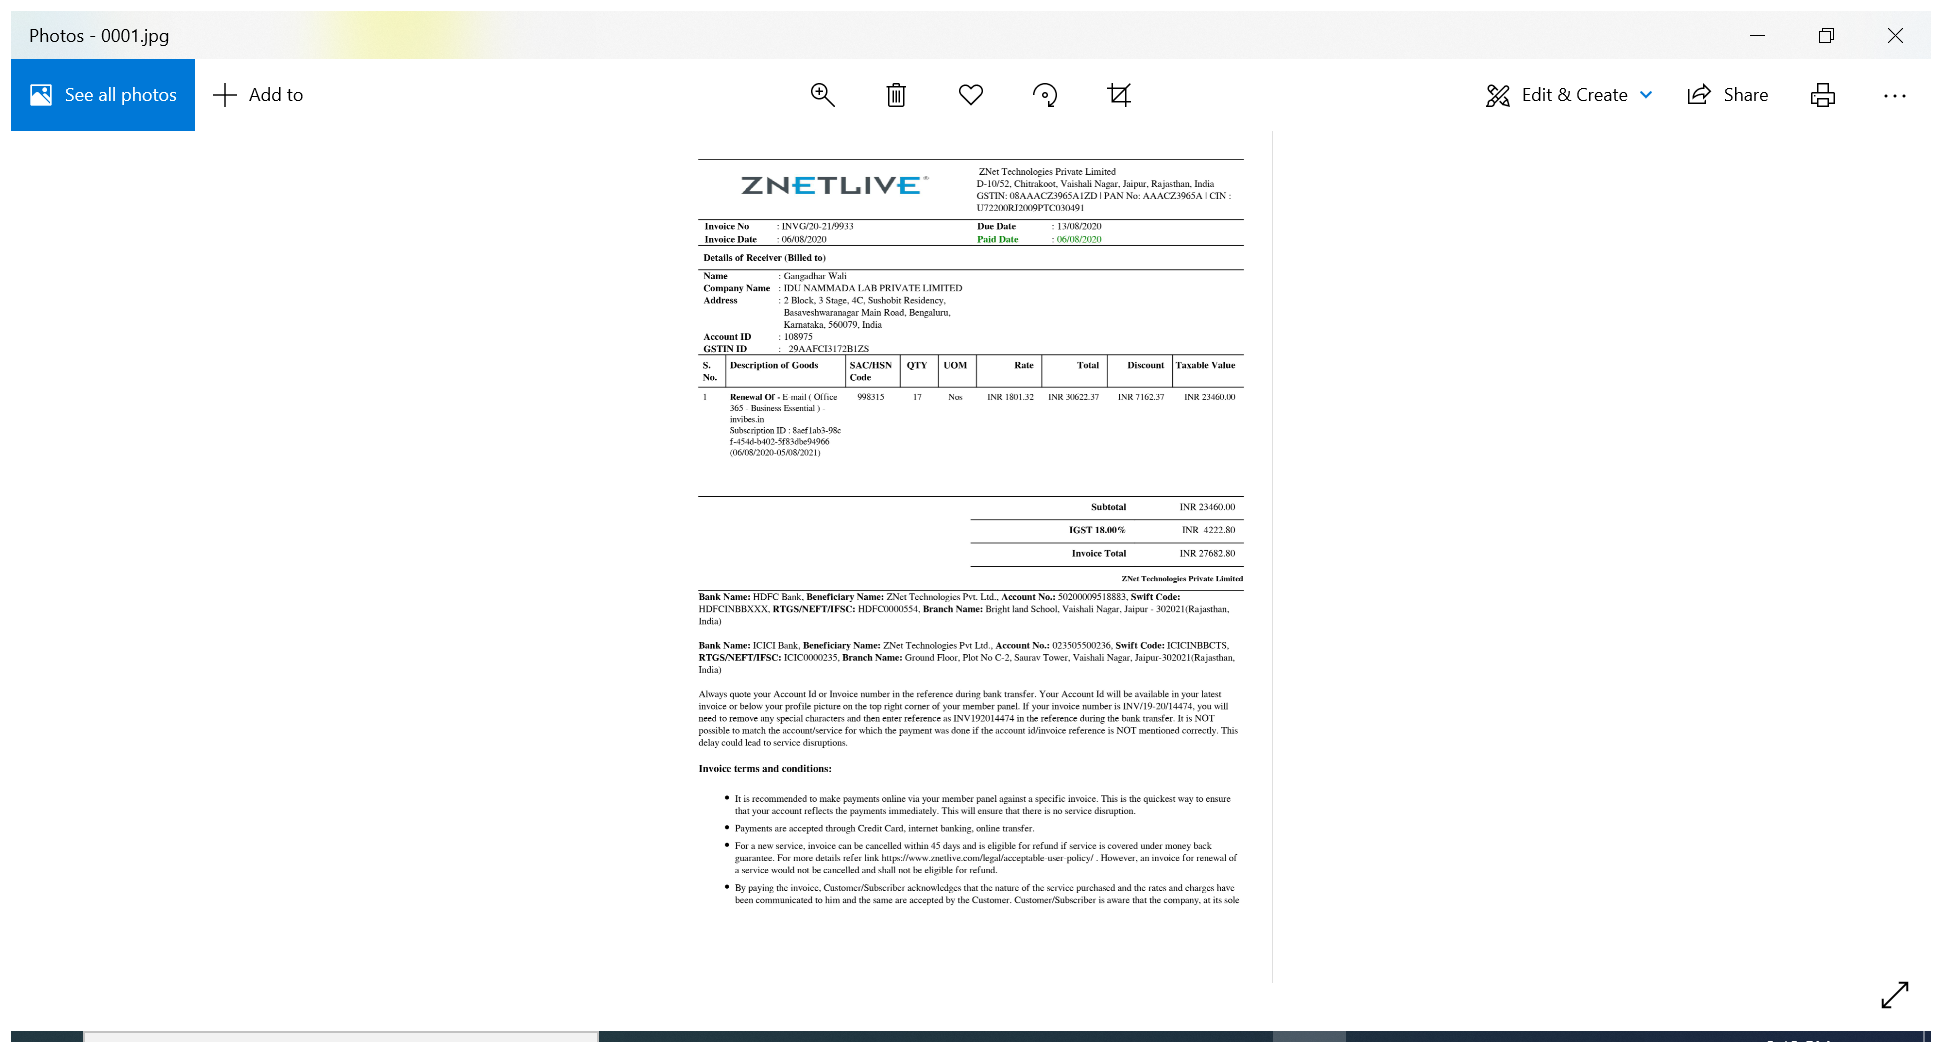 Photos - 0001.jpg
See all photos
Add to
Edit & Create
Share
ZNETLIVE®
ZNet Technologies Private Limited
D-10/52, Chitrakoot, Vaishali Nagar, Jaipur, Rajasthan, India
GSTIN: 08AAACZ3965A1ZD | PAN No: AAACZ3965A | CIN :
U72200RJ2009PTC030491
Invoice No : INVG/20-21/9933 Due Date : 13/08/2020
Invoice Date : 06/08/2020 Paid Date : 06/08/2020
Details of Receiver (Billed to)
Name : Gangadhar Wali
Company Name : IDU NAMMADA LAB PRIVATE LIMITED
Address : 2 Block, 3 Stage, 4C, Sushobit Residency,
Basaveshwaranagar Main Road, Bengaluru,
Karnataka, 560079, India
Account ID : 108975
GSTIN ID : 29AAFCI3172B1ZS
S. Description of Goods SAC/HSN QTY UOM Rate Total Discount Taxable Value
No. Code
1 Renewal Of - E mail ( Office 998315 17 Nos INR 1801.32 INR 30622.37 INR 7162.37 INR 23460.00
365 - Business Essential ) -
invibes.in
Subscription ID : 8aef1ab3-98c
f-454d-b402-5f83dbe94966
(06/08/2020-05/08/2021)
Subtotal INR 23460.00
IGST 18.00% INR 4222.80
Invoice Total INR 27682.80
ZNet Technologies Private Limited
Bank Name: HDFC Bank, Beneficiary Name: ZNet Technologies Pvt. Ltd., Account No.: 50200009518883, Swift Code:
HDFCINBBXXX, RTGS/NEFT/IFSC: HDFC0000554, Branch Name: Bright land School, Vaishali Nagar, Jaipur - 302021(Rajasthan,
India)
Bank Name: ICICI Bank, Beneficiary Name: ZNet Technologies Pvt Ltd., Account No.: 023505500236, Swift Code: ICICINBBCTS,
RTGS/NEFT/IFSC: ICIC0000235, Branch Name: Ground Floor, Plot No C-2, Saurav Tower, Vaishali Nagar, Jaipur-302021(Rajasthan,
India)
Always quote your Account Id or Invoice number in the reference during bank transfer. Your Account Id will be available in your latest
invoice or below your profile picture on the top right corner of your member panel. If your invoice number is INV/19-20/14474, you will
need to remove any special characters and then enter reference as INV192014474 in the reference during the bank transfer. It is NOT
possible to match the account/service for which the payment was done if the account id/invoice reference is NOT mentioned correctly. This
delay could lead to service disruptions.
Invoice terms and conditions:
• It is recommended to make payments online via your member panel against a specific invoice. This is the quickest way to ensure
that your account reflects the payments immediately. This will ensure that there is no service disruption.
• Payments are accepted through Credit Card, internet banking, online transfer.
• For a new service, invoice can be cancelled within 45 days and is eligible for refund if service is covered under money back
guarantee. For more details refer link https://www.znetlive.com/legal/acceptable-user-policy/ . However, an invoice for renewal of
a service would not be cancelled and shall not be eligible for refund.
• By paying the invoice, Customer/Subscriber acknowledges that the nature of the service purchased and the rates and charges have
been communicated to him and the same are accepted by the Customer. Customer/Subscriber is aware that the company, at its sole